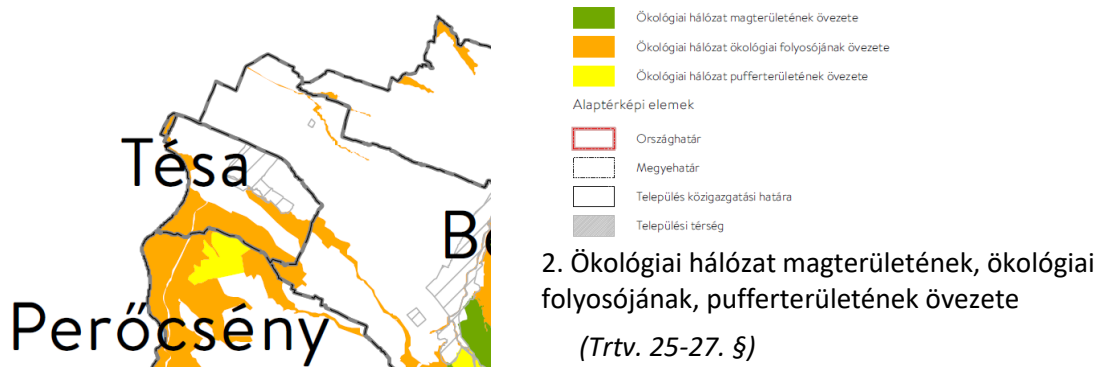 Tésa
Be
Perőcsény
Ökológiai hálózat magterületének övezete
Ökológiai hálózat ökológiai folyosójának övezete
Ökológiai hálózat pufferterületének övezete
Alaptérképi elemek
Országhatár
Megyehatár
Település közigazgatási határa
Települési térség
2. Ökológiai hálózat magterületének, ökológiai
folyosójának, pufferterületének övezete
(Trtv. 25-27. §)